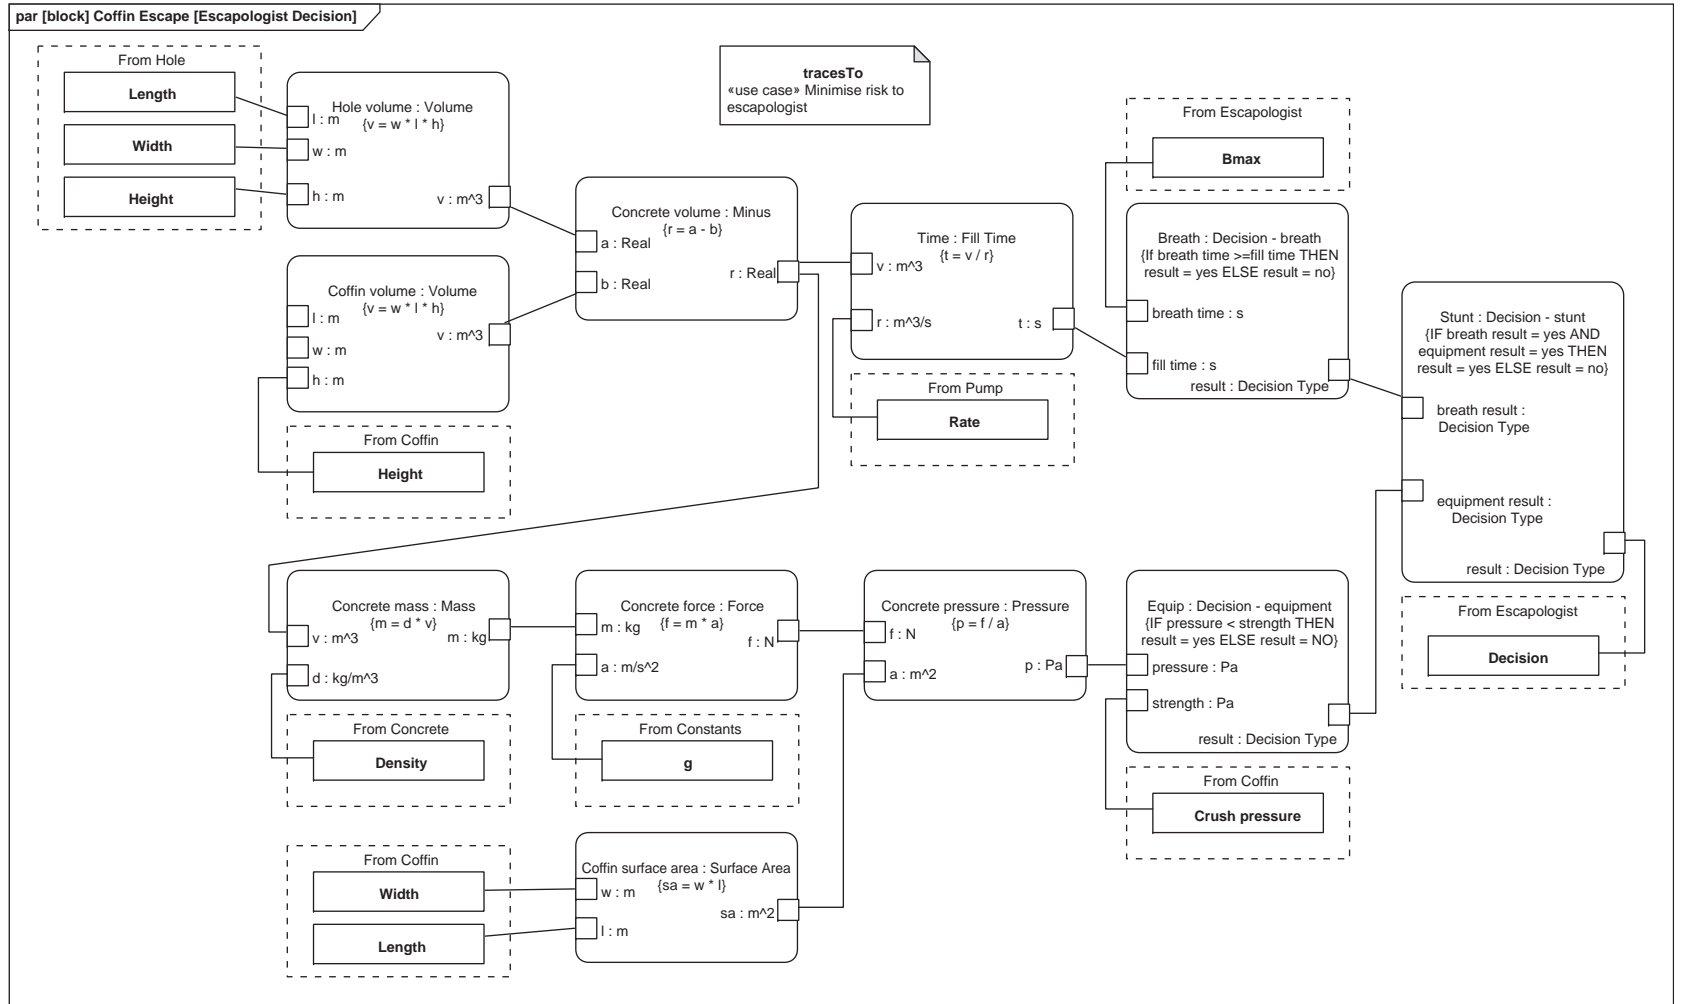 par [block] Coffin Escape [Escapologist Decision]
From Hole
Length
Width
Height
Hole volume : Volume
{v = w * l * h}
l : m
w : m
h : m
v : m^3
tracesTo
«use case» Minimise risk to
escapologist
Coffin volume : Volume
{v = w * l * h}
l : m
w : m
h : m
v : m^3
From Coffin
Height
Concrete volume : Minus
{r = a - b}
a : Real
b : Real
r : Real
Time : Fill Time
{t = v / r}
v : m^3
r : m^3/s
t : s
From Pump
Rate
From Escapologist
Bmax
Breath : Decision - breath
{If breath time >=fill time THEN
result = yes ELSE result = no}
breath time : s
fill time : s
result : Decision Type
Stunt : Decision - stunt
{IF breath result = yes AND
equipment result = yes THEN
result = yes ELSE result = no}
breath result :
Decision Type
equipment result :
Decision Type
result : Decision Type
From Escapologist
Decision
Concrete mass : Mass
{m = d * v}
v : m^3
m : kg
d : kg/m^3
From Concrete
Density
Concrete force : Force
{f = m * a}
m : kg
f : N
a : m/s^2
From Constants
g
Concrete pressure : Pressure
{p = f / a}
f : N
a : m^2
p : Pa
Equip : Decision - equipment
{IF pressure < strength THEN
result = yes ELSE result = NO}
pressure : Pa
strength : Pa
result : Decision Type
From Coffin
Crush pressure
From Coffin
Width
Length
Coffin surface area : Surface Area
{sa = w * l}
w : m
sa : m^2
l : m